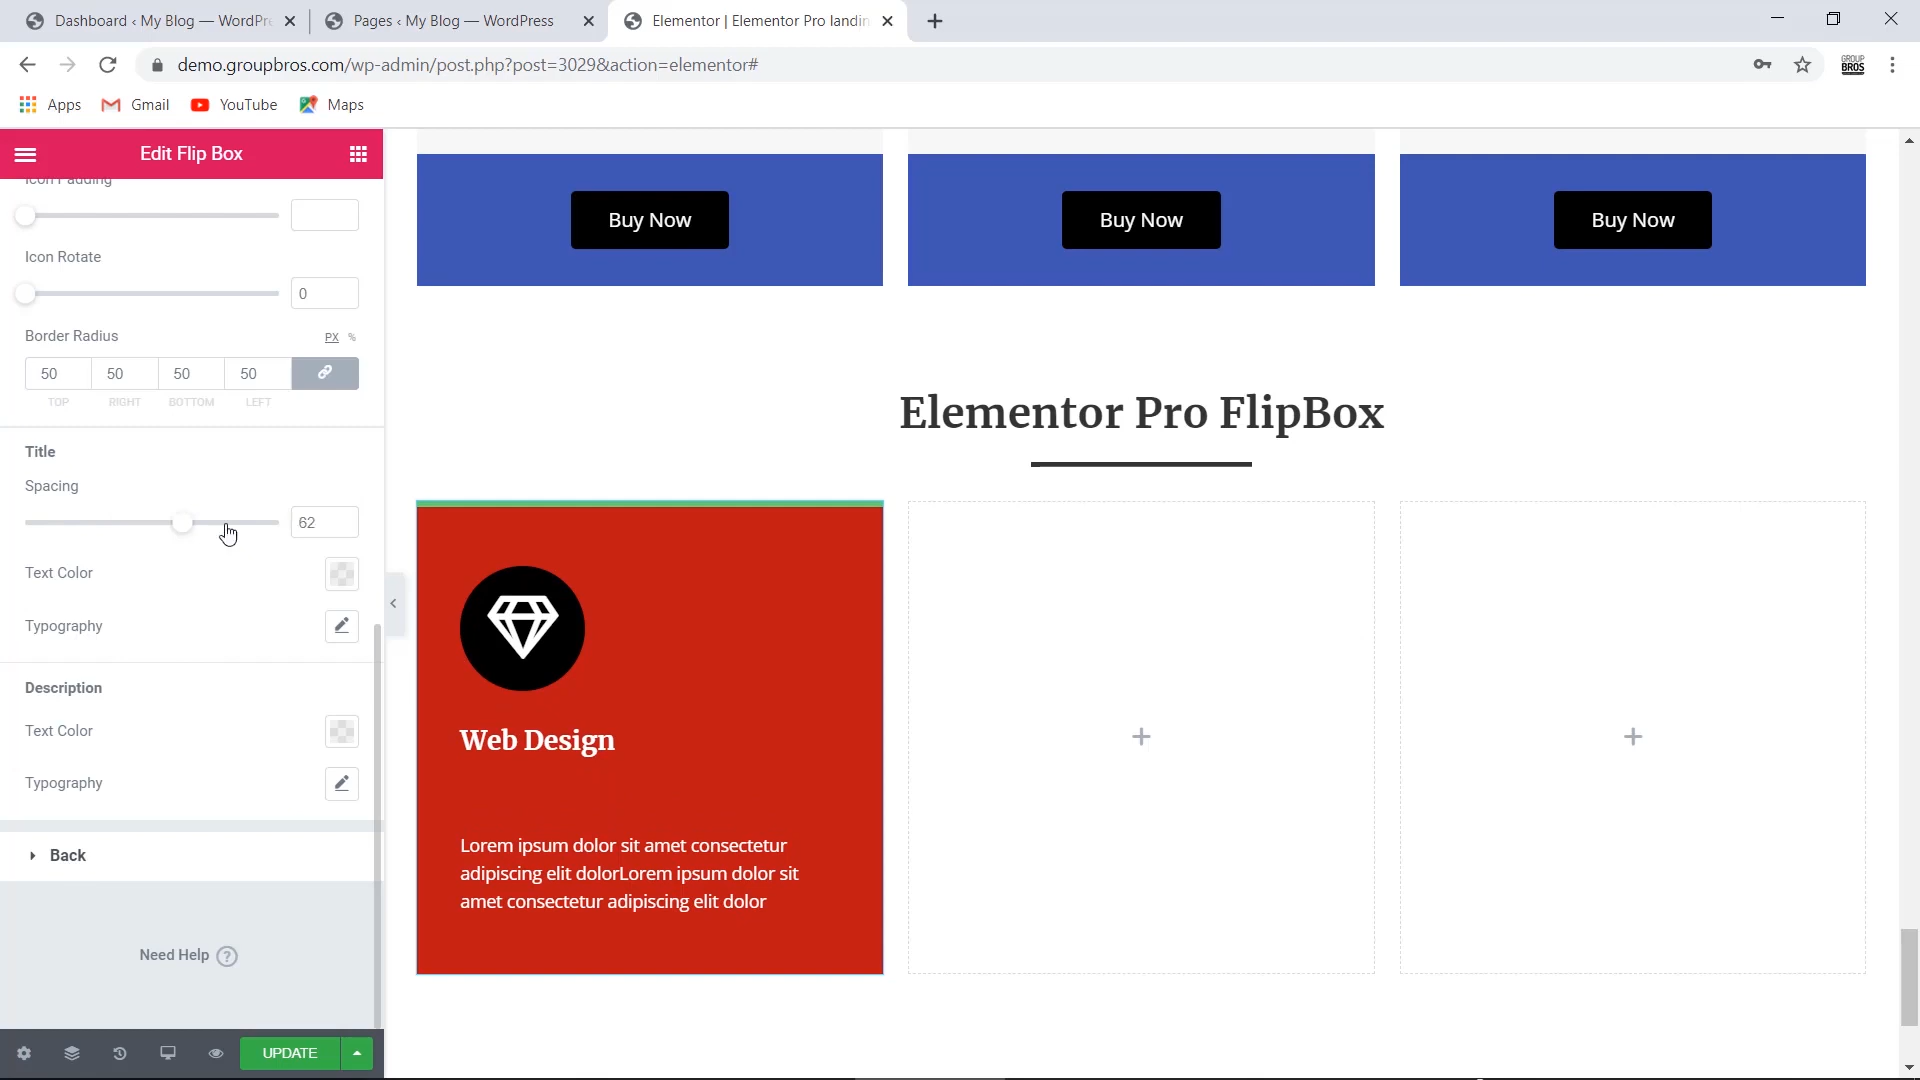 Dashboard ‹ My Blog — WordPr
Pages ‹ My Blog — WordPress
Elementor | Elementor Pro landin
demo.groupbros.com/wp-admin/post.php?post=3029&action=elementor#
GROUP
BROS
Apps
Gmail
YouTube
Maps
Edit Flip Box
Icon Padding
Icon Rotate
0
Border Radius
PX %
50 50 50 50
TOP RIGHT BOTTOM LEFT
Title
Spacing
62
Text Color
Typography
Description
Text Color
Typography
Back
Need Help ?
UPDATE
Buy Now
Buy Now
Buy Now
Elementor Pro FlipBox
Web Design
Lorem ipsum dolor sit amet consectetur
adipiscing elit dolorLorem ipsum dolor sit
amet consectetur adipiscing elit dolor